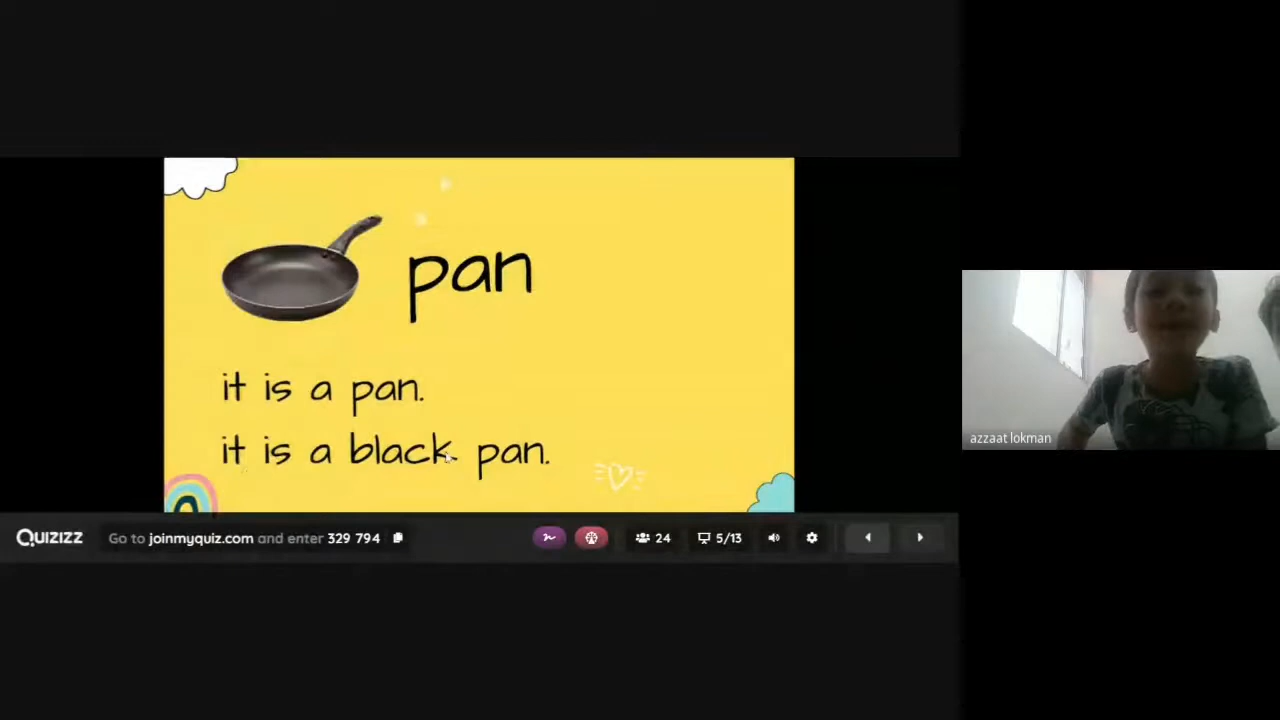 pan
it is a pan.
it is a black pan.
azzaat lokman
QUIZIZZ Go to joinmyquiz.com and enter 329 794 24 5/13